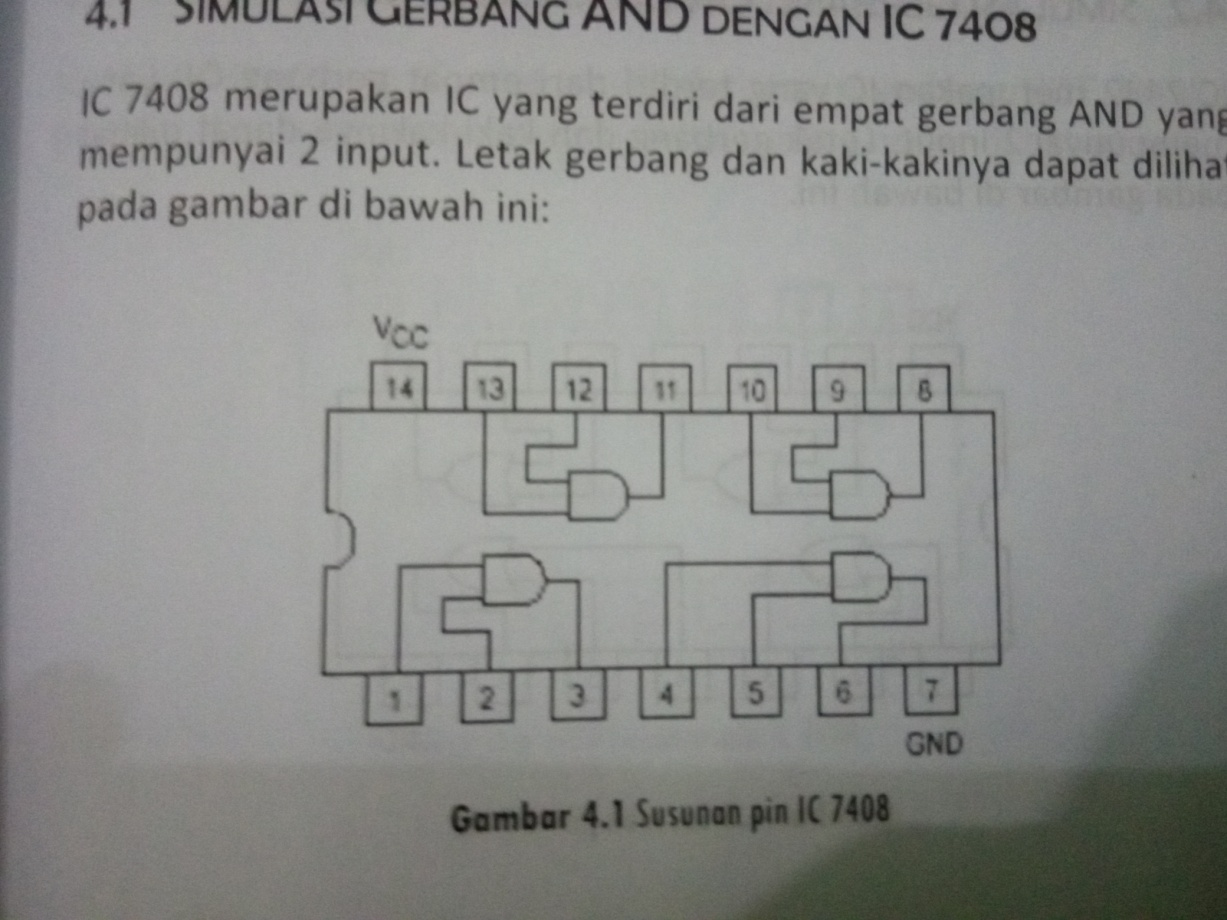 4.1 SIMULASI GERBANG AND DENGAN IC 7408
IC 7408 merupakan IC yang terdiri dari empat gerbang AND yang
mempunyai 2 input. Letak gerbang dan kaki-kakinya dapat dilihat
pada gambar di bawah ini:
VCC
14 13 12 11 10 9 8
1 2 3 4 5 6 7
GND
Gambar 4.1 Susunan pin IC 7408